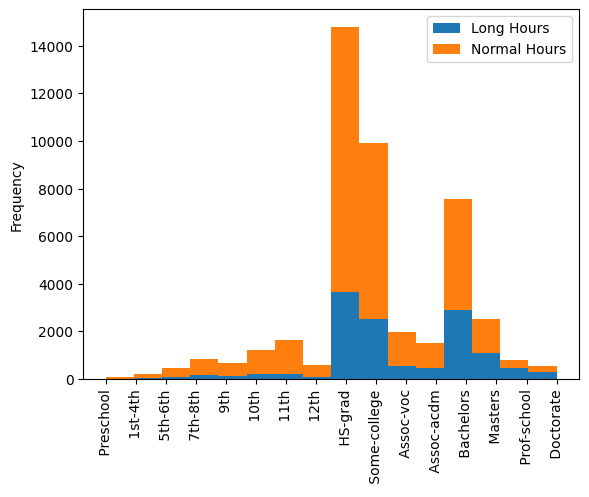 Long Hours
Normal Hours
Frequency
14000
12000
10000
8000
6000
4000
2000
0
Preschool
1st-4th
5th-6th
7th-8th
9th
10th
11th
12th
HS-grad
Some-college
Assoc-voc
Assoc-acdm
Bachelors
Masters
Prof-school
Doctorate